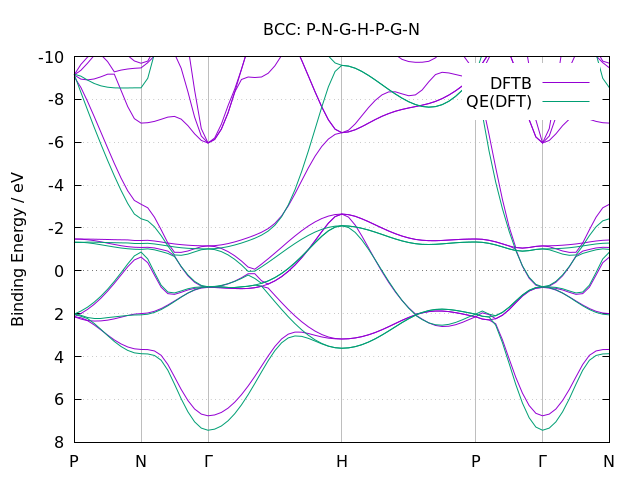 BCC: P-N-G-H-P-G-N
Binding Energy / eV
-10
-8
-6
-4
-2
0
2
4
6
8
DFTB
QE(DFT)
P N Γ H P Γ N